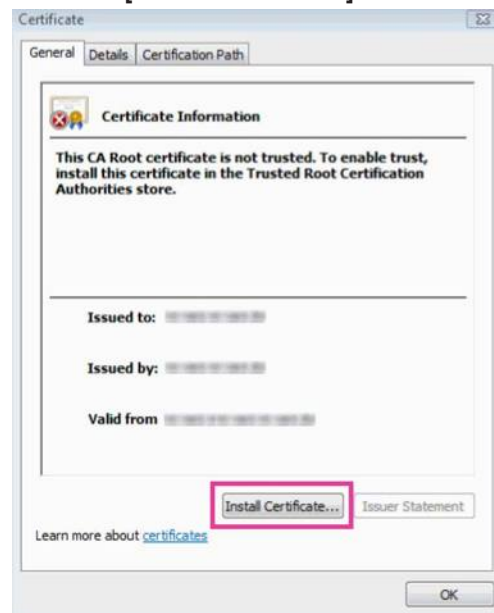 Certificate
General Details Certification Path
Certificate Information
This CA Root certificate is not trusted. To enable trust,
install this certificate in the Trusted Root Certification
Authorities store.
Issued to:
Issued by:
Valid from
Install Certificate... Issuer Statement
Learn more about certificates
OK